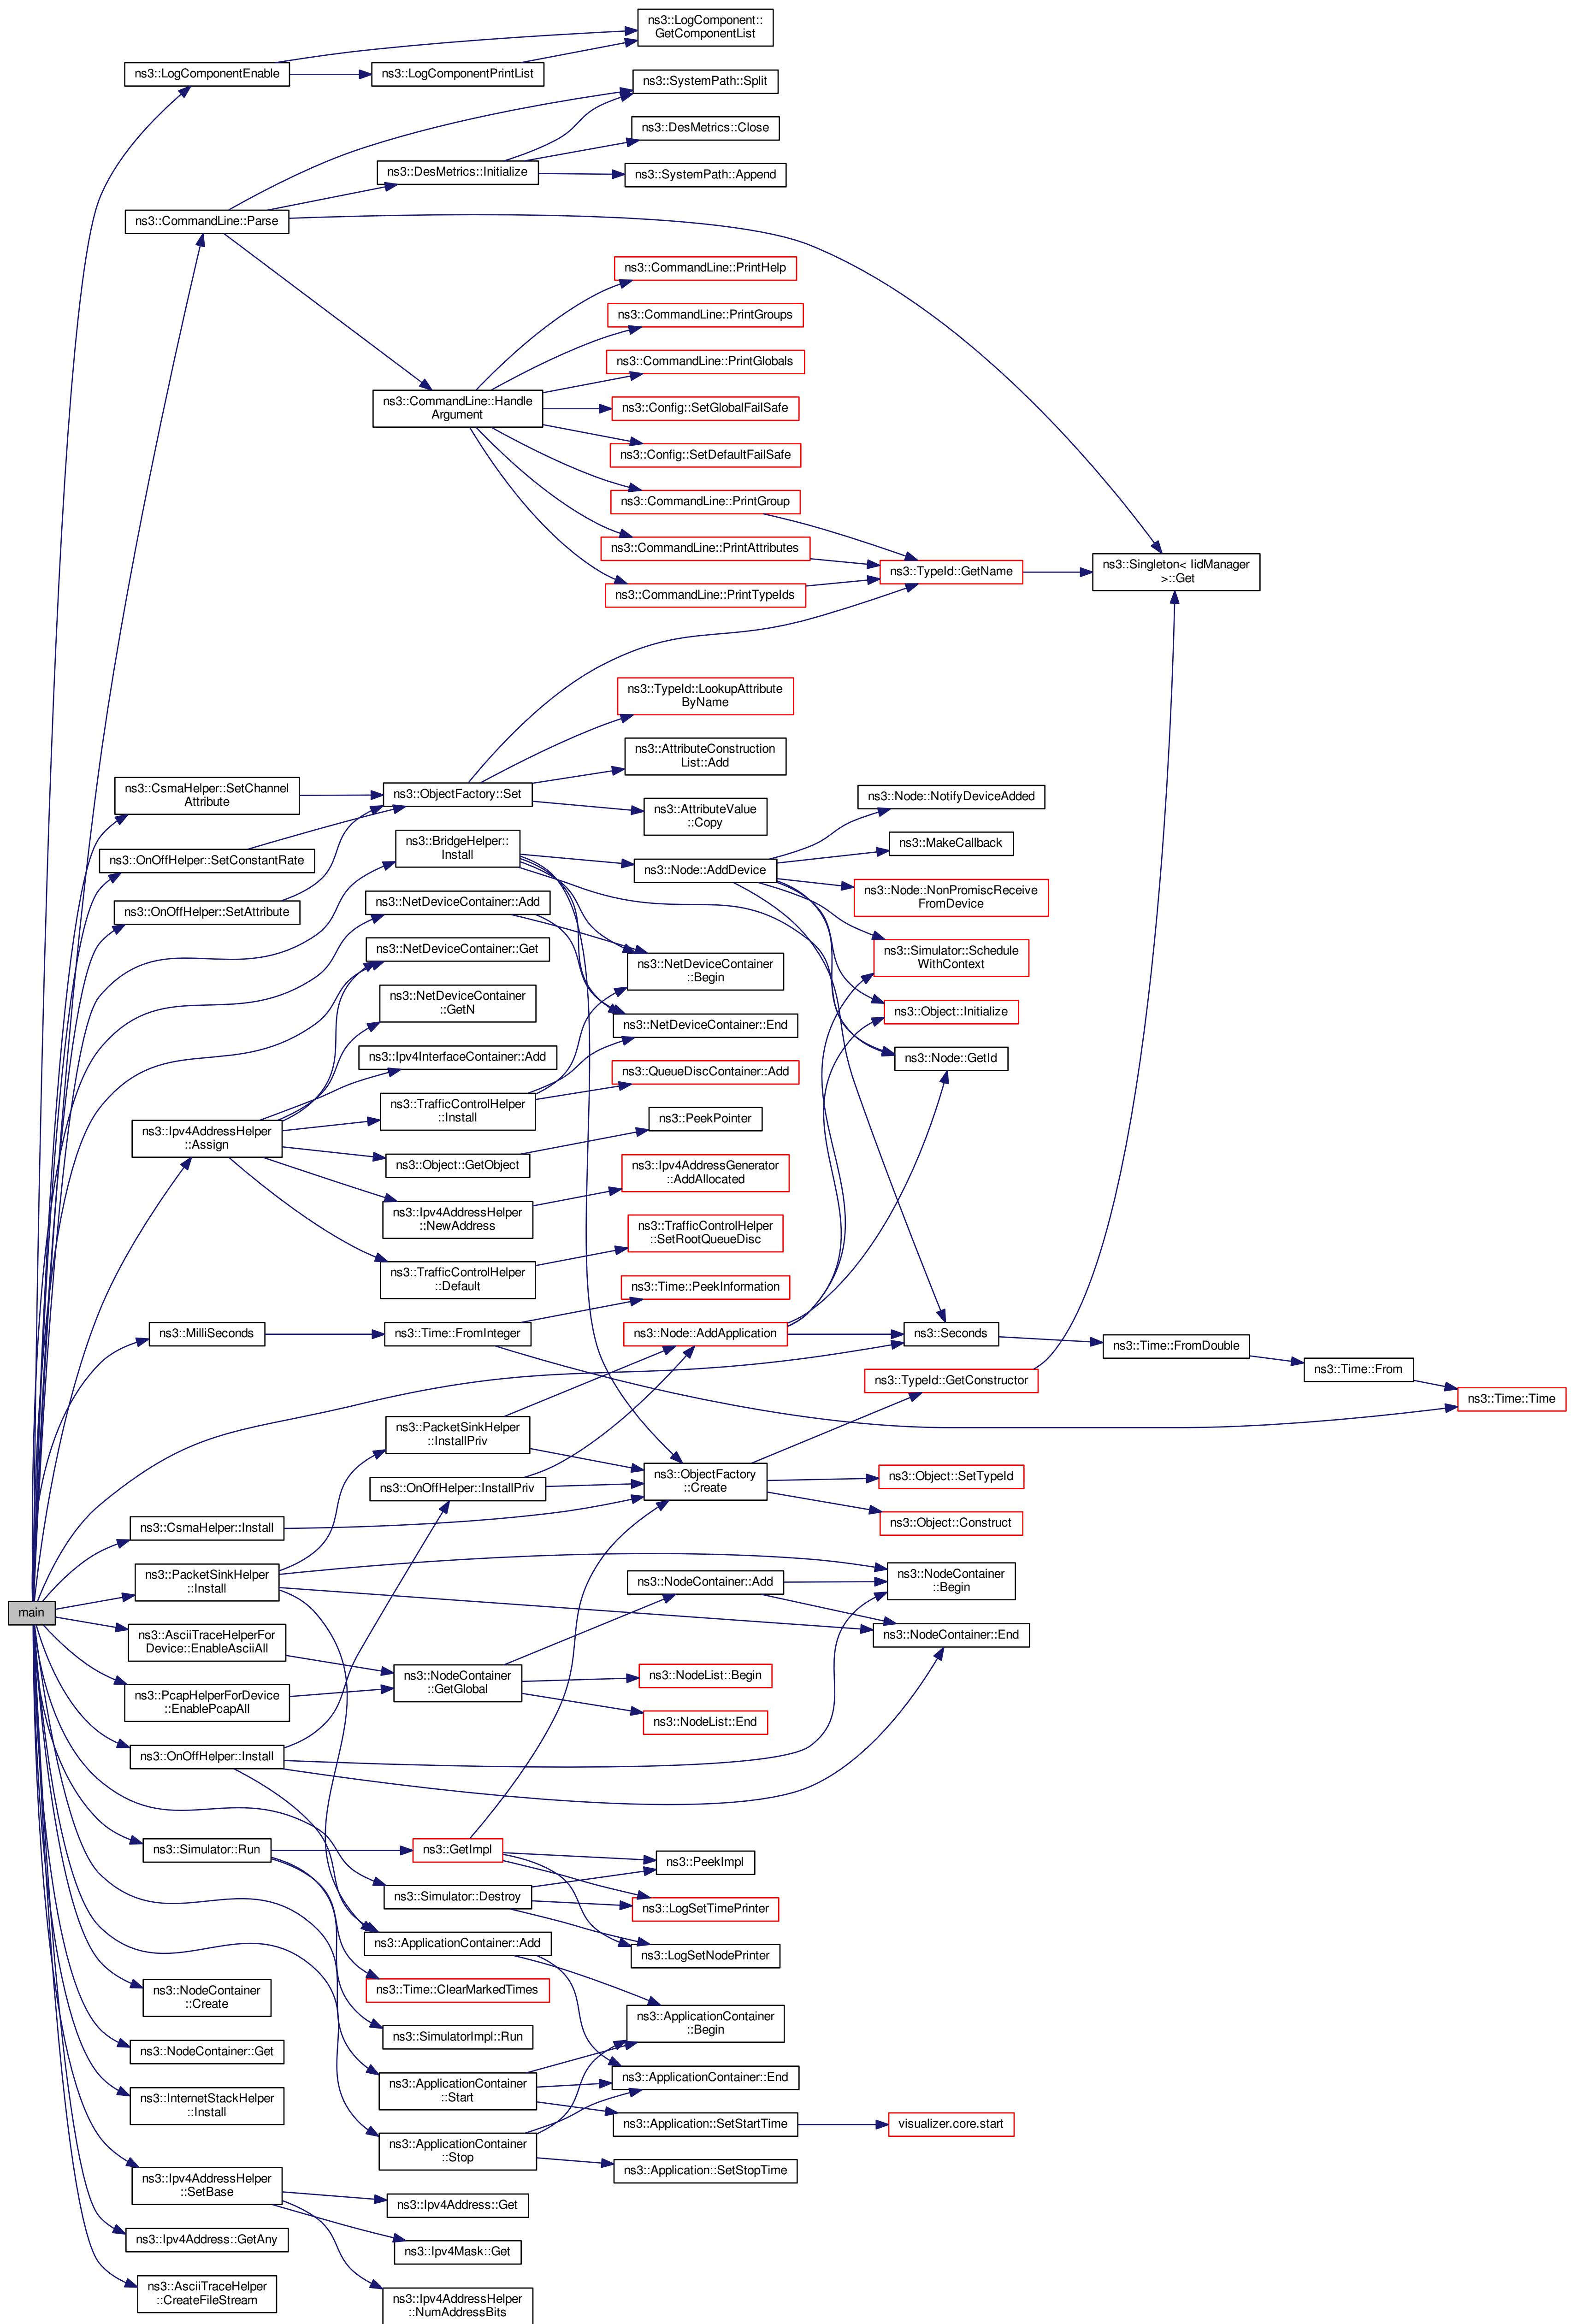 ns3::LogComponent::
GetComponentList
ns3::LogComponentEnable
ns3::LogComponentPrintList
ns3::SystemPath::Split
ns3::DesMetrics::Close
ns3::DesMetrics::Initialize
ns3::SystemPath::Append
ns3::CommandLine::Parse
ns3::CommandLine::PrintHelp
ns3::CommandLine::PrintGroups
ns3::CommandLine::PrintGlobals
ns3::CommandLine::Handle
Argument
ns3::Config::SetGlobalFailSafe
ns3::Config::SetDefaultFailSafe
ns3::CommandLine::PrintGroup
ns3::CommandLine::PrintAttributes
ns3::TypeId::GetName
ns3::Singleton< IidManager
>::Get
ns3::CommandLine::PrintTypeIds
ns3::TypeId::LookupAttribute
ByName
ns3::AttributeConstruction
List::Add
ns3::CsmaHelper::SetChannel
Attribute
ns3::ObjectFactory::Set
ns3::Node::NotifyDeviceAdded
ns3::AttributeValue
::Copy
ns3::OnOffHelper::SetConstantRate
ns3::BridgeHelper::
Install
ns3::MakeCallback
ns3::Node::AddDevice
ns3::Node::NonPromiscReceive
FromDevice
ns3::OnOffHelper::SetAttribute
ns3::NetDeviceContainer::Add
ns3::NetDeviceContainer::Get
ns3::Simulator::Schedule
WithContext
ns3::NetDeviceContainer
::Begin
ns3::NetDeviceContainer
::GetN
ns3::Object::Initialize
ns3::NetDeviceContainer::End
ns3::Ipv4InterfaceContainer::Add
ns3::Node::GetId
ns3::QueueDiscContainer::Add
ns3::TrafficControlHelper
::Install
ns3::PeekPointer
ns3::Ipv4AddressHelper
::Assign
ns3::Object::GetObject
ns3::Ipv4AddressGenerator
::AddAllocated
ns3::Ipv4AddressHelper
::NewAddress
ns3::TrafficControlHelper
::SetRootQueueDisc
ns3::TrafficControlHelper
::Default
ns3::Time::PeekInformation
ns3::MilliSeconds
ns3::Time::FromInteger
ns3::Node::AddApplication
ns3::Seconds
ns3::Time::FromDouble
ns3::Time::From
ns3::TypeId::GetConstructor
ns3::Time::Time
ns3::PacketSinkHelper
::InstallPriv
ns3::OnOffHelper::InstallPriv
ns3::ObjectFactory
::Create
ns3::Object::SetTypeId
ns3::CsmaHelper::Install
ns3::Object::Construct
ns3::PacketSinkHelper
::Install
ns3::NodeContainer::Add
ns3::NodeContainer
::Begin
main
ns3::AsciiTraceHelperFor
Device::EnableAsciiAll
ns3::NodeContainer::End
ns3::NodeContainer
::GetGlobal
ns3::NodeList::Begin
ns3::PcapHelperForDevice
::EnablePcapAll
ns3::NodeList::End
ns3::OnOffHelper::Install
ns3::Simulator::Run
ns3::GetImpl
ns3::PeekImpl
ns3::Simulator::Destroy
ns3::LogSetTimePrinter
ns3::ApplicationContainer::Add
ns3::LogSetNodePrinter
ns3::Time::ClearMarkedTimes
ns3::NodeContainer
::Create
ns3::ApplicationContainer
::Begin
ns3::SimulatorImpl::Run
ns3::NodeContainer::Get
ns3::ApplicationContainer::End
ns3::ApplicationContainer
::Start
ns3::InternetStackHelper
::Install
ns3::Application::SetStartTime
visualizer.core.start
ns3::ApplicationContainer
::Stop
ns3::Application::SetStopTime
ns3::Ipv4AddressHelper
::SetBase
ns3::Ipv4Address::Get
ns3::Ipv4Address::GetAny
ns3::Ipv4Mask::Get
ns3::AsciiTraceHelper
::CreateFileStream
ns3::Ipv4AddressHelper
::NumAddressBits